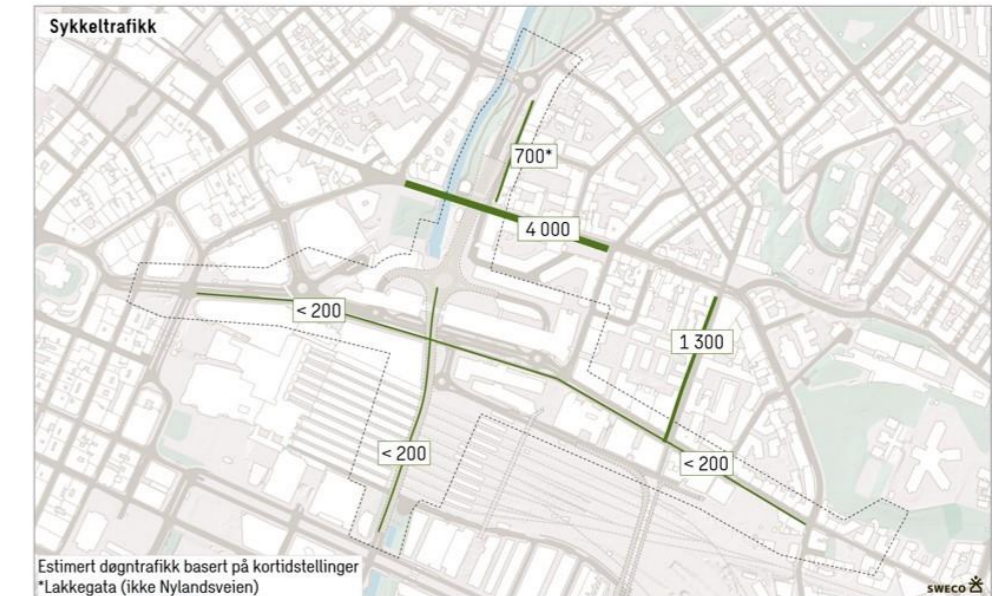 Sykkeltrafikk
700*
4 000
< 200
1 300
< 200
< 200
Estimert døgntrafikk basert på kortidstellinger
*Lakkegata (ikke Nylandsveien)
SWECO